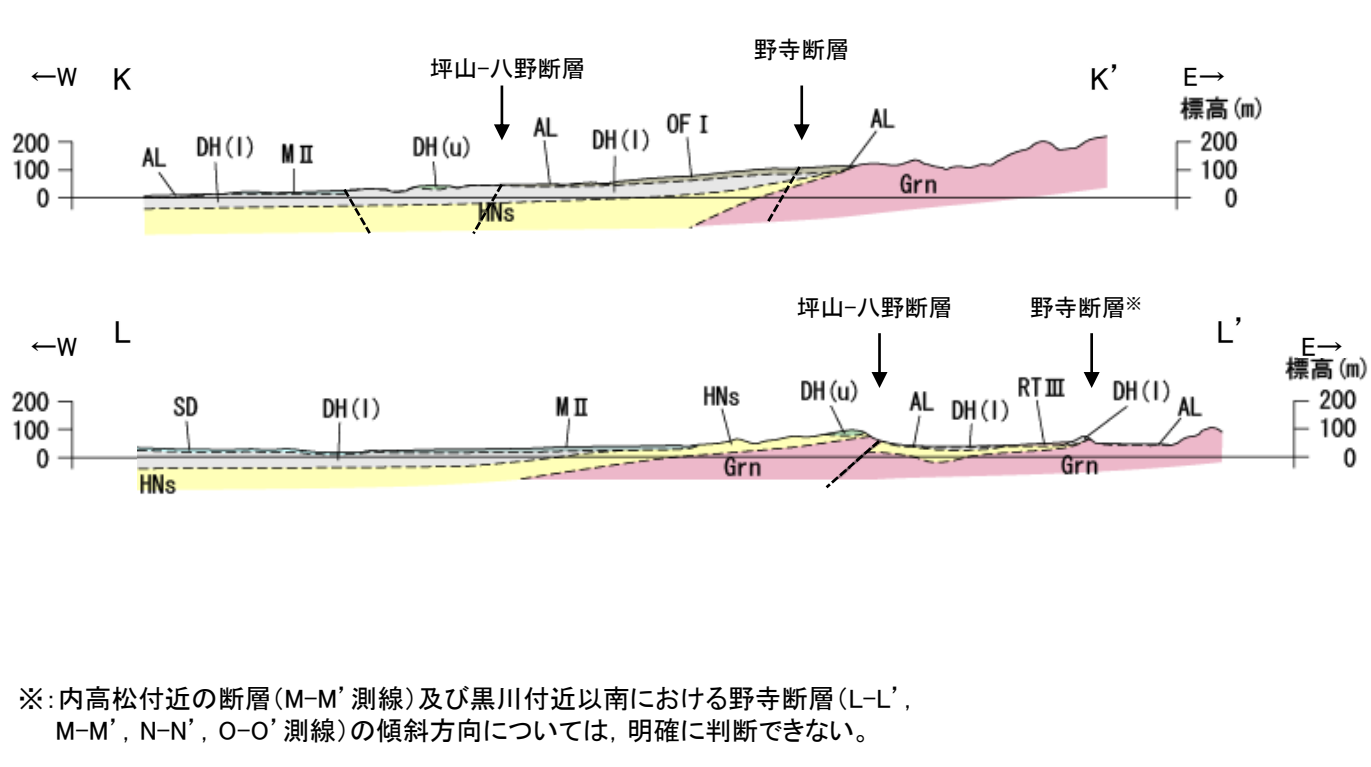 野寺断層
坪山-八野断層
←W K K’ E→
標高(m)
AL DH(l) MⅡ DH(u) AL DH(l) OFⅠ AL
200 200
100 100
0 0
Grn
HNs
坪山-八野断層 野寺断層※
←W L L’ E→
標高(m)
SD DH(l) MⅡ HNs DH(u) AL DH(l) RTⅢ DH(l) AL
200 200
100 100
0 0
Grn Grn
HNs
※:内高松付近の断層(M-M’測線)及び黒川付近以南における野寺断層(L-L’,
M-M’, N-N’, O-O’測線)の傾斜方向については, 明確に判断できない。